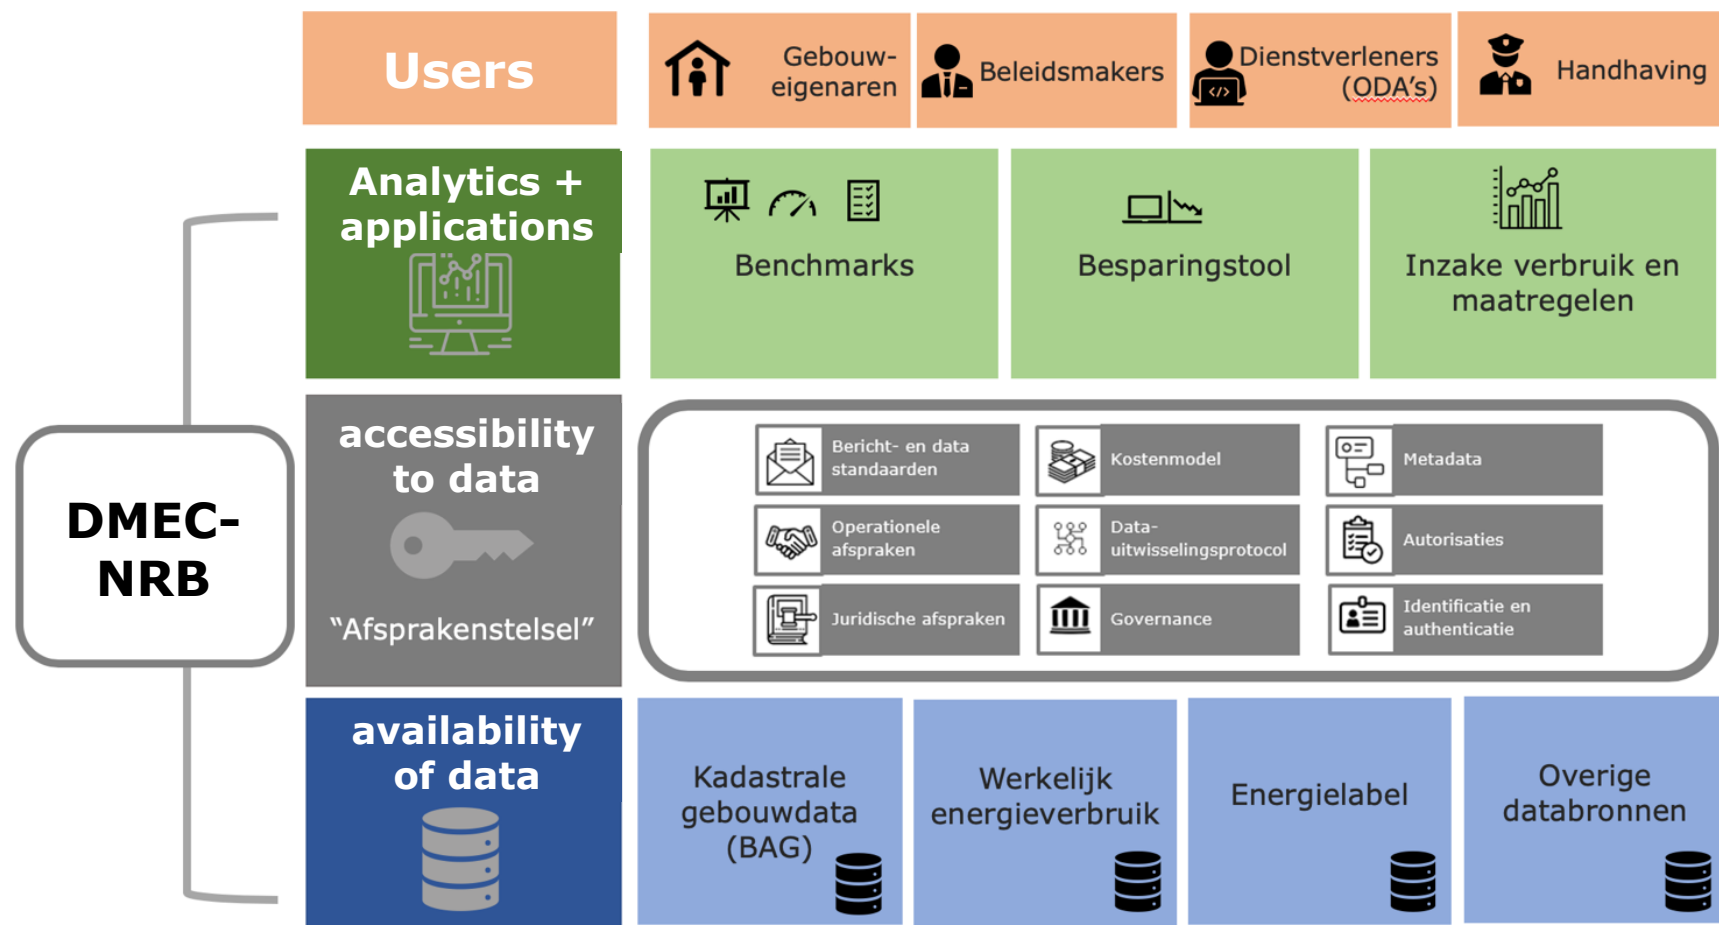 Users
Gebouw-
eigenaren
Beleidsmakers
Dienstverleners
(ODA's)
Handhaving
Analytics +
applications
Benchmarks
Besparingstool
Inzake verbruik en
maatregelen
DMEC-
NRB
accessibility
to data
"Afsprakenstelsel"
Bericht- en data
standaarden
Kostenmodel
Metadata
Operationele
afspraken
Data-
uitwisselingsprotocol
Autorisaties
Juridische afspraken
Governance
Identificatie en
authenticatie
availability
of data
Kadastrale
gebouwdata
(BAG)
Werkelijk
energieverbruik
Energielabel
Overige
databronnen